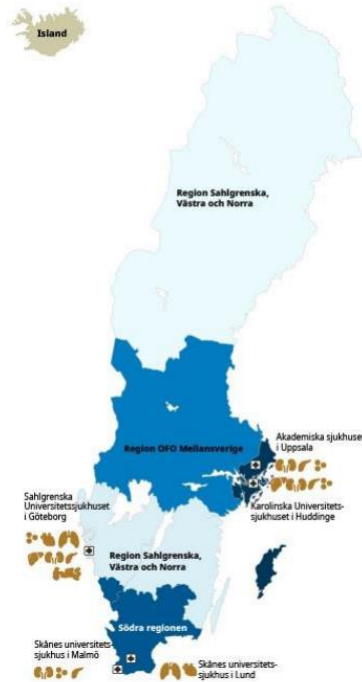 Island
Region Sahlgrenska,
Västra och Norra
Region OFO Mellansverige
Akademiska sjukhuset
i Uppsala
Karolinska Universitets-
sjukhuset i Huddinge
Sahlgrenska
Universitetssjukhuset
i Göteborg
Region Sahlgrenska,
Västra och Norra
Södra regionen
Skånes universitets-
sjukhus i Malmö
Skånes universitets-
sjukhus i Lund